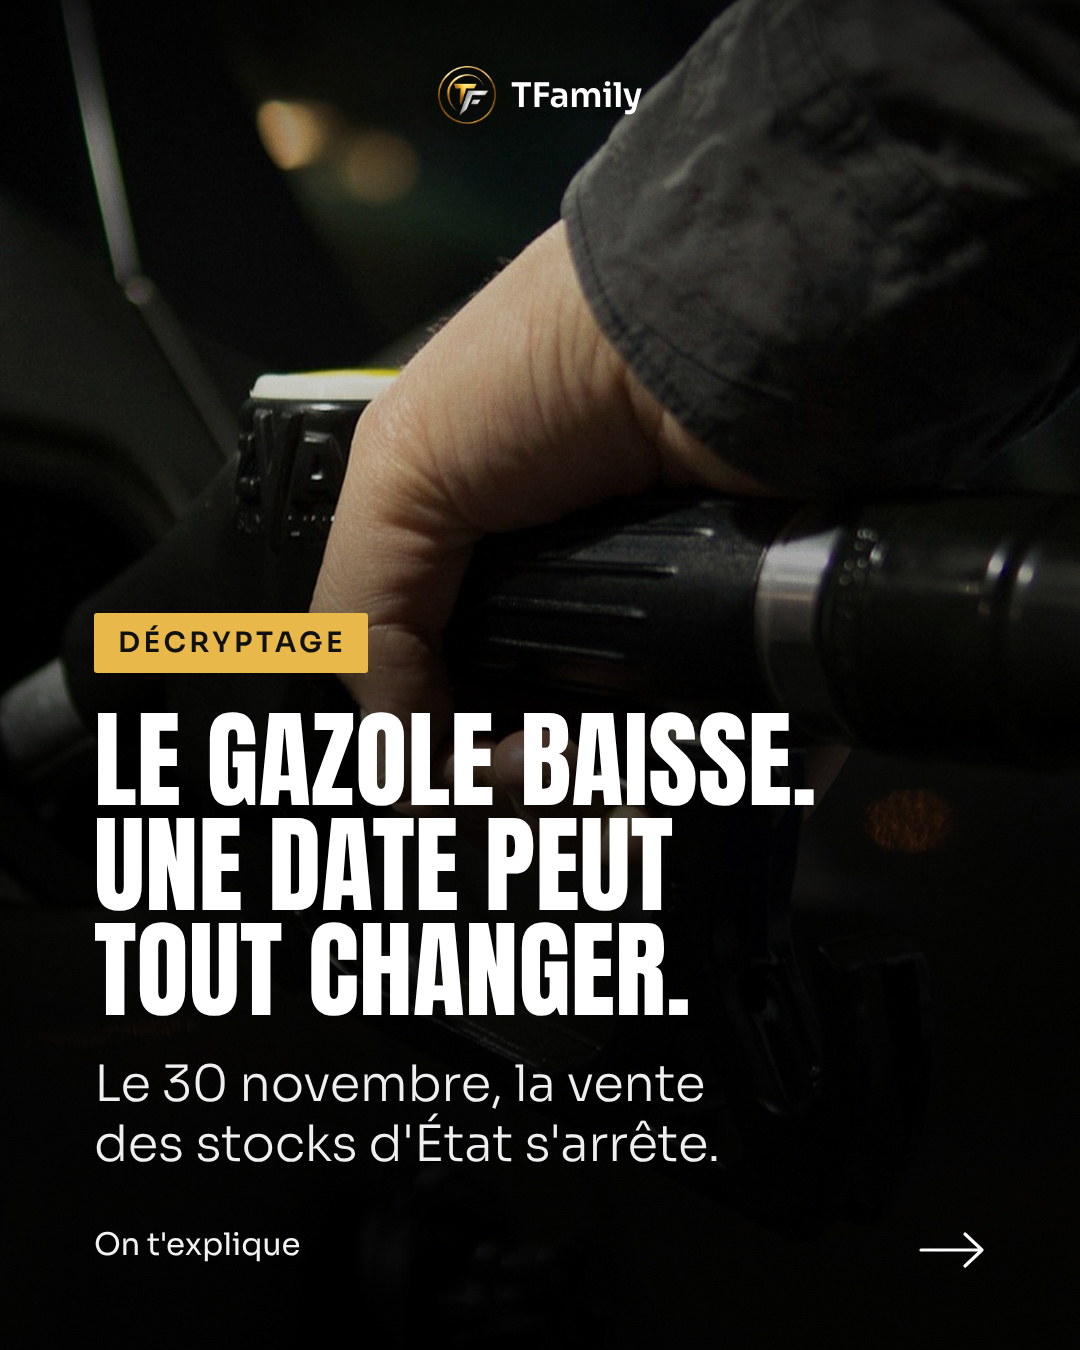 TFamily
DÉCRYPTAGE
LE GAZOLE BAISSE.
UNE DATE PEUT
TOUT CHANGER.
Le 30 novembre, la vente
des stocks d'État s'arrête.
On t'explique